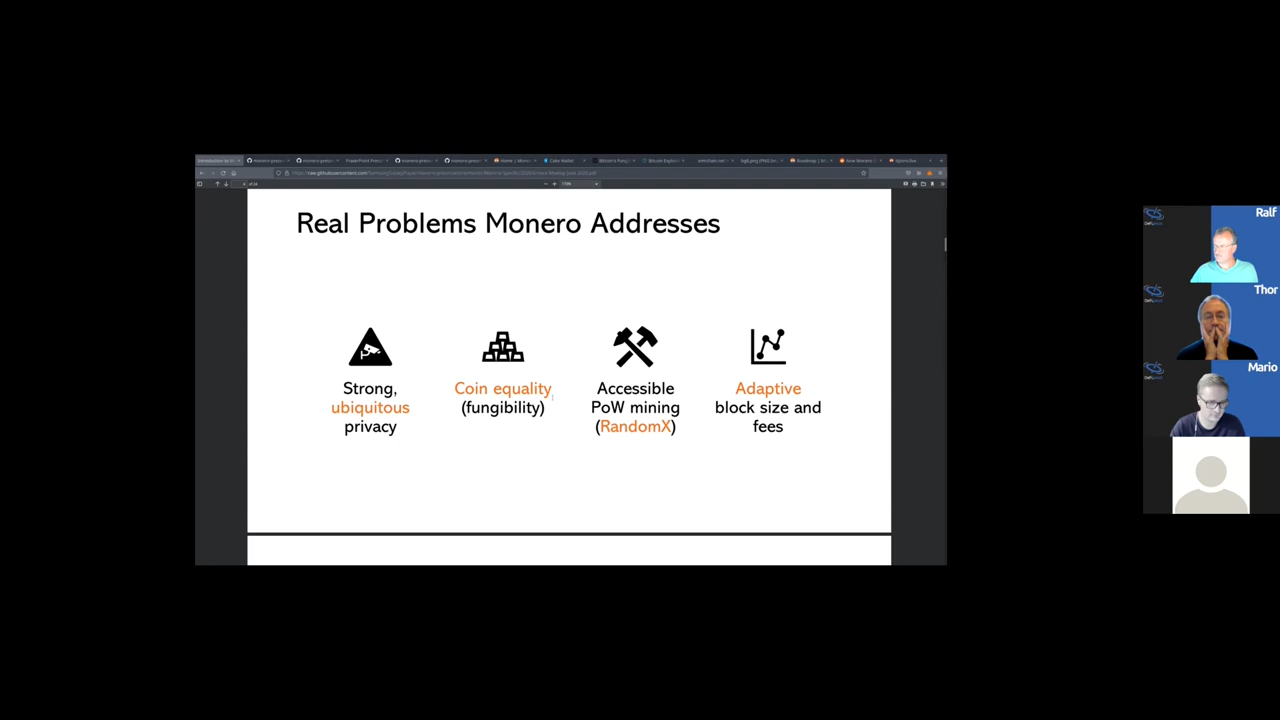 Real Problems Monero Addresses
Strong,
ubiquitous
privacy
Coin equality
(fungibility)
Accessible
PoW mining
(RandomX)
Adaptive
block size and
fees
Ralf
Thor
Mario